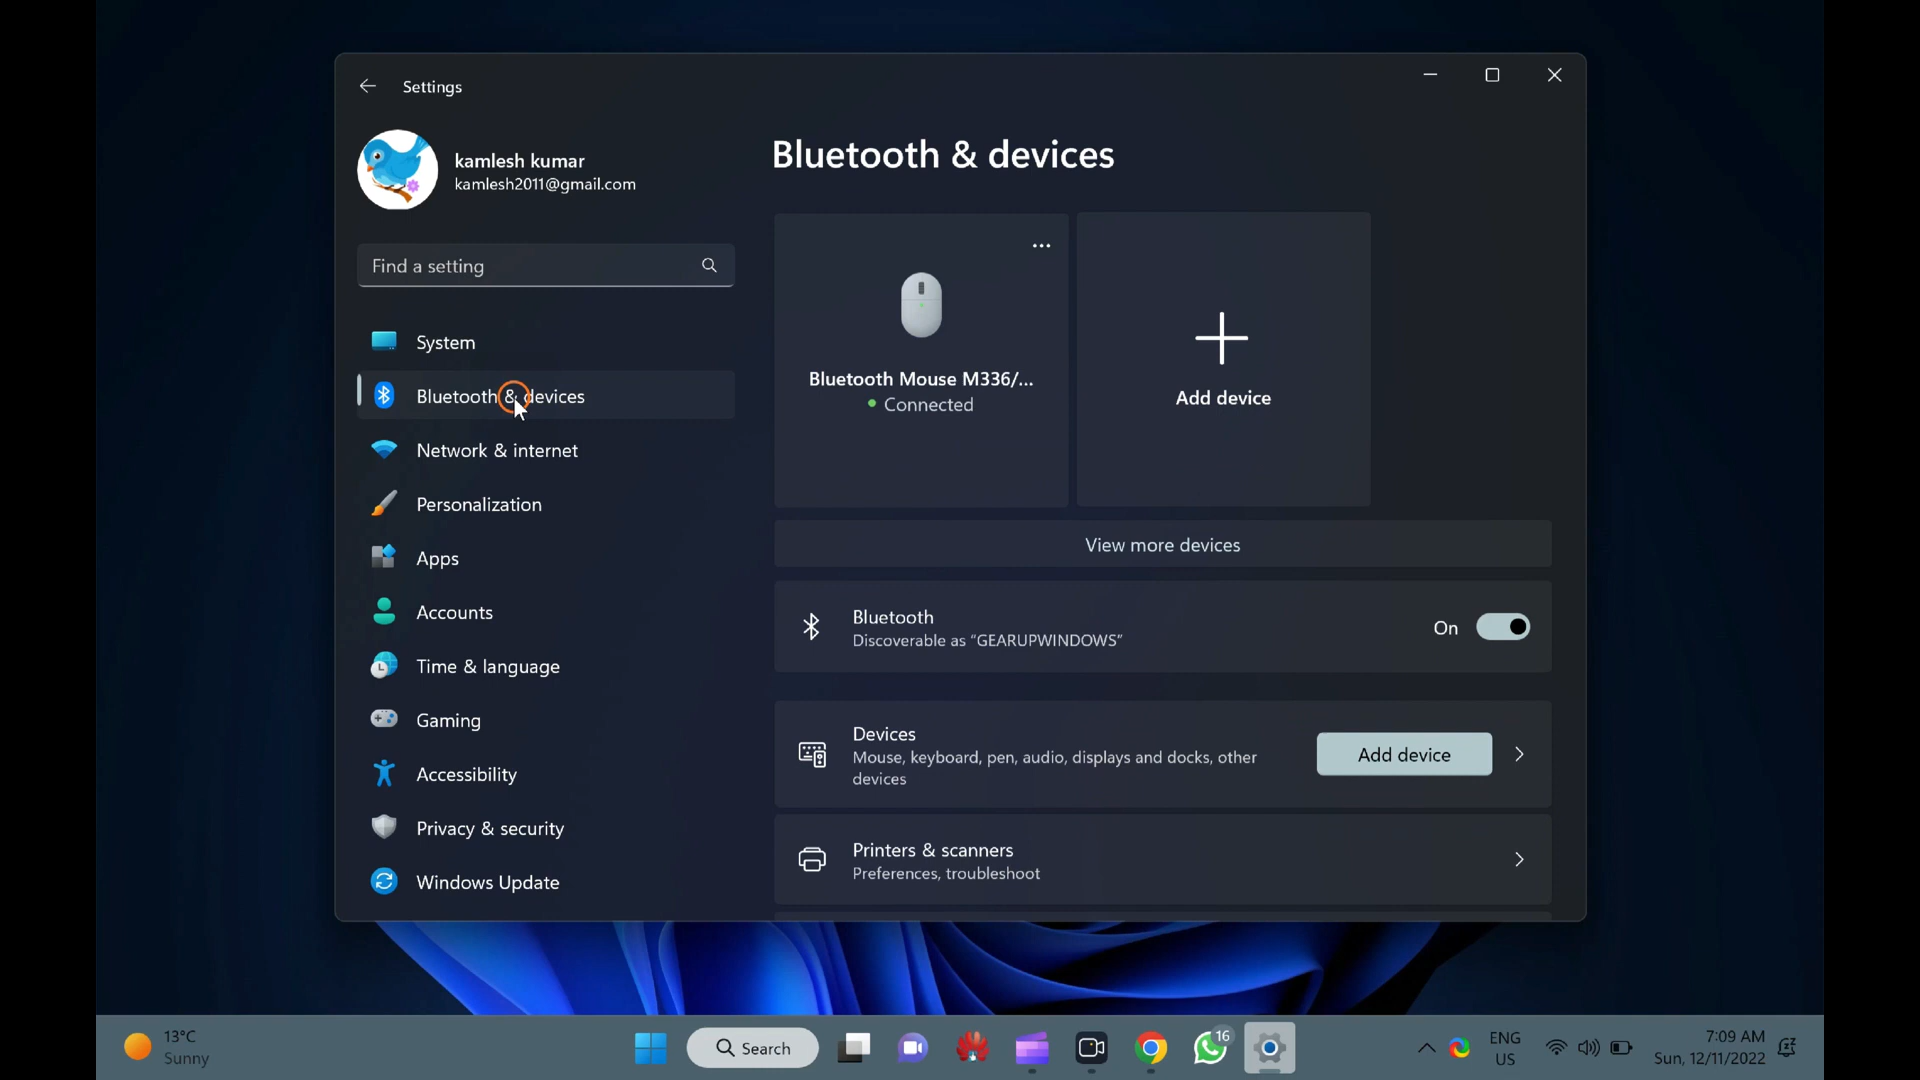 Settings
kamlesh kumar
kamlesh2011@gmail.com
Find a setting
System
Bluetooth & devices
Network & internet
Personalization
Apps
Accounts
Time & language
Gaming
Accessibility
Privacy & security
Windows Update
Bluetooth & devices
Bluetooth Mouse M336/...
Connected
Add device
View more devices
Bluetooth
Discoverable as “GEARUPWINDOWS”
On
Devices
Mouse, keyboard, pen, audio, displays and docks, other
devices
Add device
Printers & scanners
Preferences, troubleshoot
13°C
Sunny
Search
16
ENG
US
7:09 AM
Sun, 12/11/2022